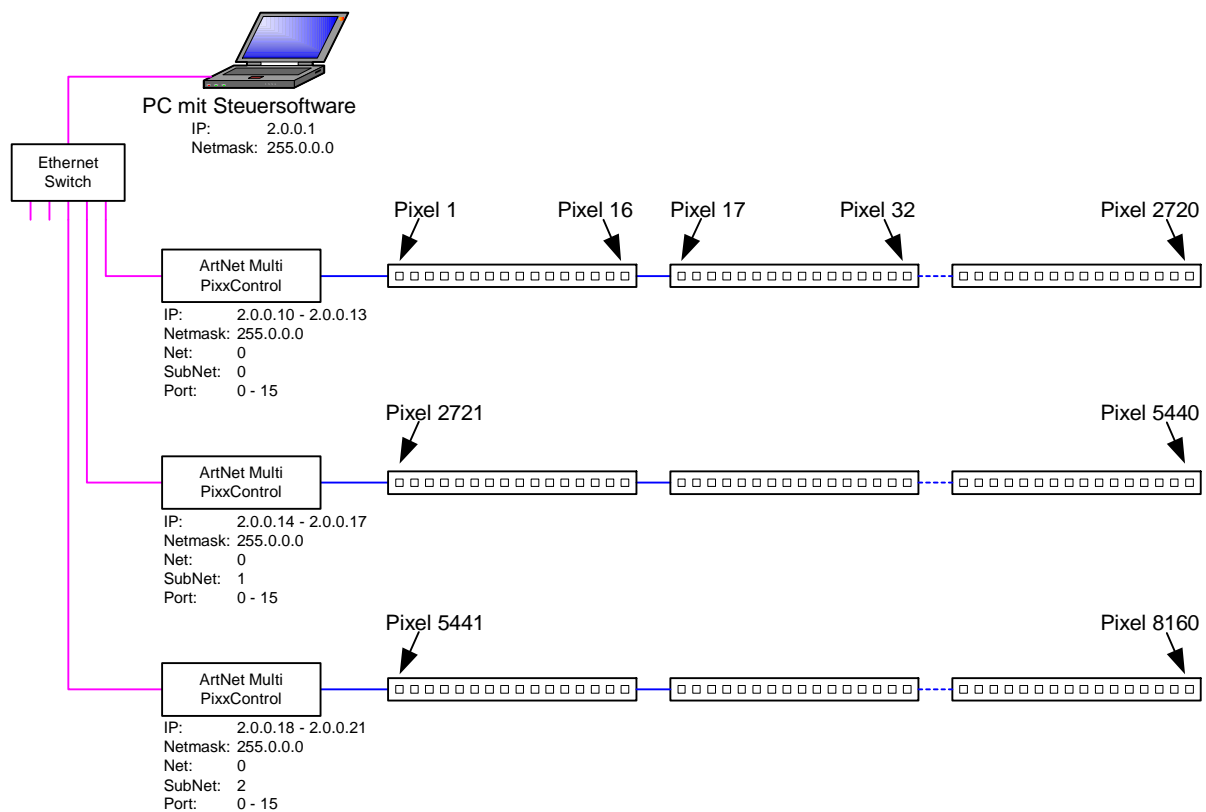 PC mit Steuersoftware
IP: 2.0.0.1
Netmask: 255.0.0.0
Ethernet
Switch
Pixel 1
Pixel 16
Pixel 17
Pixel 32
Pixel 2720
ArtNet Multi
PixxControl
IP: 2.0.0.10 - 2.0.0.13
Netmask: 255.0.0.0
Net: 0
SubNet: 0
Port: 0 - 15
Pixel 2721
Pixel 5440
ArtNet Multi
PixxControl
IP: 2.0.0.14 - 2.0.0.17
Netmask: 255.0.0.0
Net: 0
SubNet: 1
Port: 0 - 15
Pixel 5441
Pixel 8160
ArtNet Multi
PixxControl
IP: 2.0.0.18 - 2.0.0.21
Netmask: 255.0.0.0
Net: 0
SubNet: 2
Port: 0 - 15